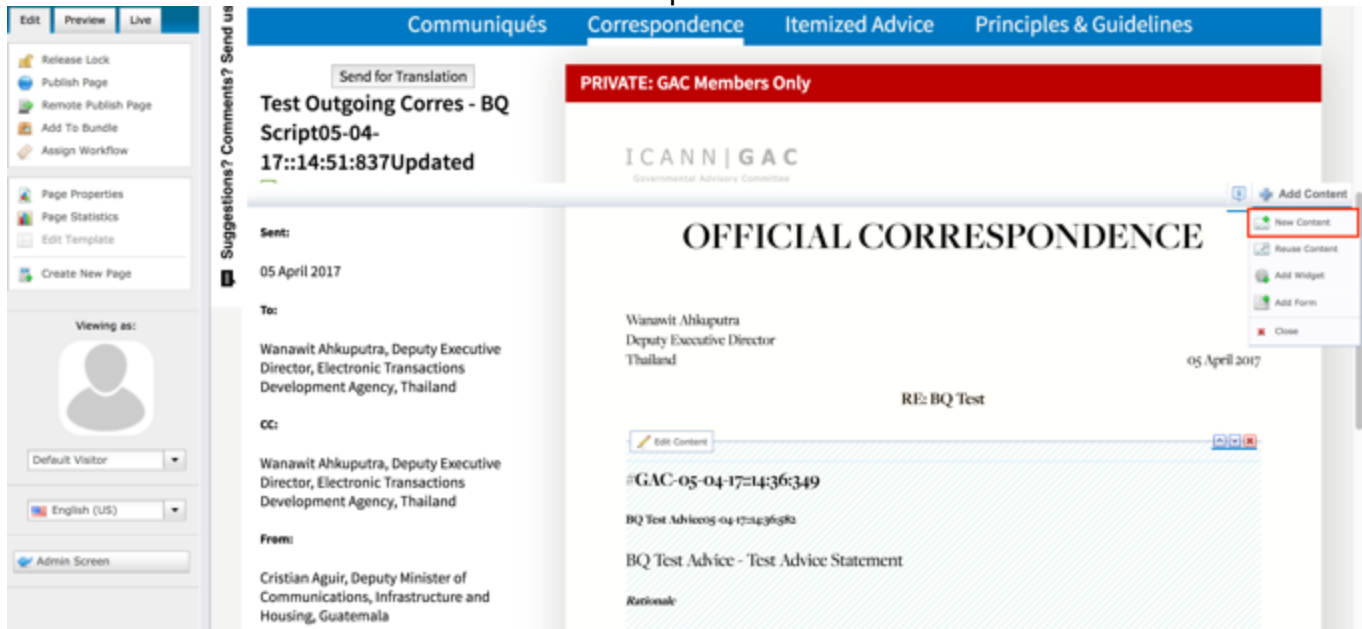 Edit Preview Live
Release Lock
Publish Page
Remote Publish Page
Add To Bundle
Assign Workflow
Page Properties
Page Statistics
Edit Template
Create New Page
Viewing as:
Default Visitor
English (US)
Admin Screen
Suggestions? Comments? Send us
Communiqués Correspondence Itemized Advice Principles & Guidelines
Send for Translation
Test Outgoing Corres - BQ
Script05-04-
17::14:51:837Updated
Sent:
05 April 2017
To:
Wanawit Ahkuputra, Deputy Executive
Director, Electronic Transactions
Development Agency, Thailand
CC:
Wanawit Ahkuputra, Deputy Executive
Director, Electronic Transactions
Development Agency, Thailand
From:
Cristian Aguir, Deputy Minister of
Communications, Infrastructure and
Housing, Guatemala
PRIVATE: GAC Members Only
ICANN|GAC
Governmental Advisory Committee
Add Content
New Content
Reuse Content
Add Widget
Add Form
Close
OFFICIAL CORRESPONDENCE
Wanawit Ahkuputra
Deputy Executive Director
Thailand 05 April 2017
RE: BQ Test
Edit Content
#GAC-05-04-17::14:36:349
BQ Test Advice05-04-17::14:36:582
BQ Test Advice - Test Advice Statement
Rationale